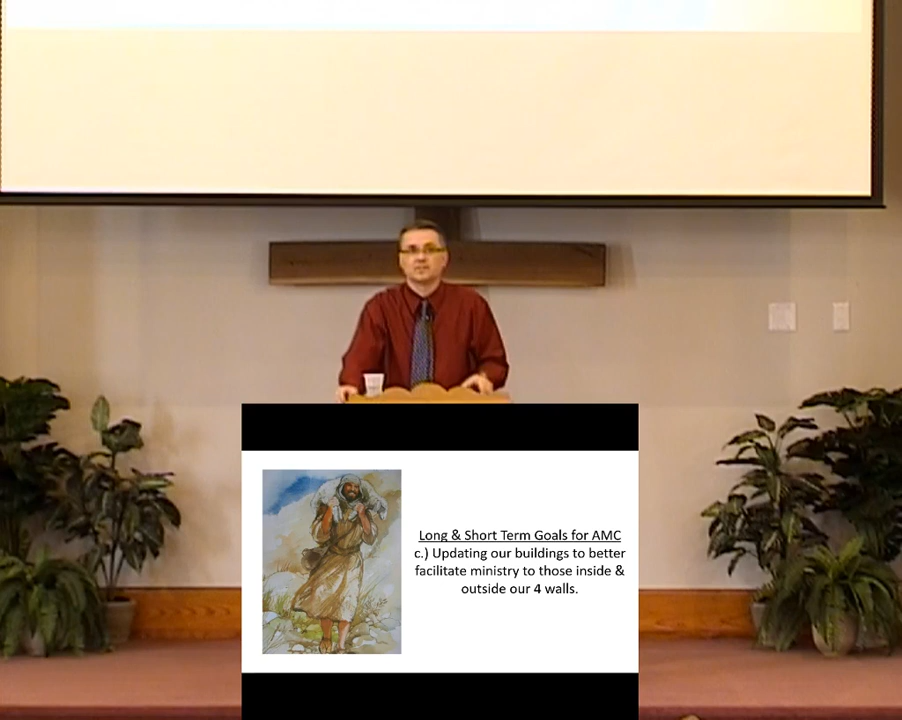 Long & Short Term Goals for AMC
c.) Updating our buildings to better
facilitate ministry to those inside &
outside our 4 walls.